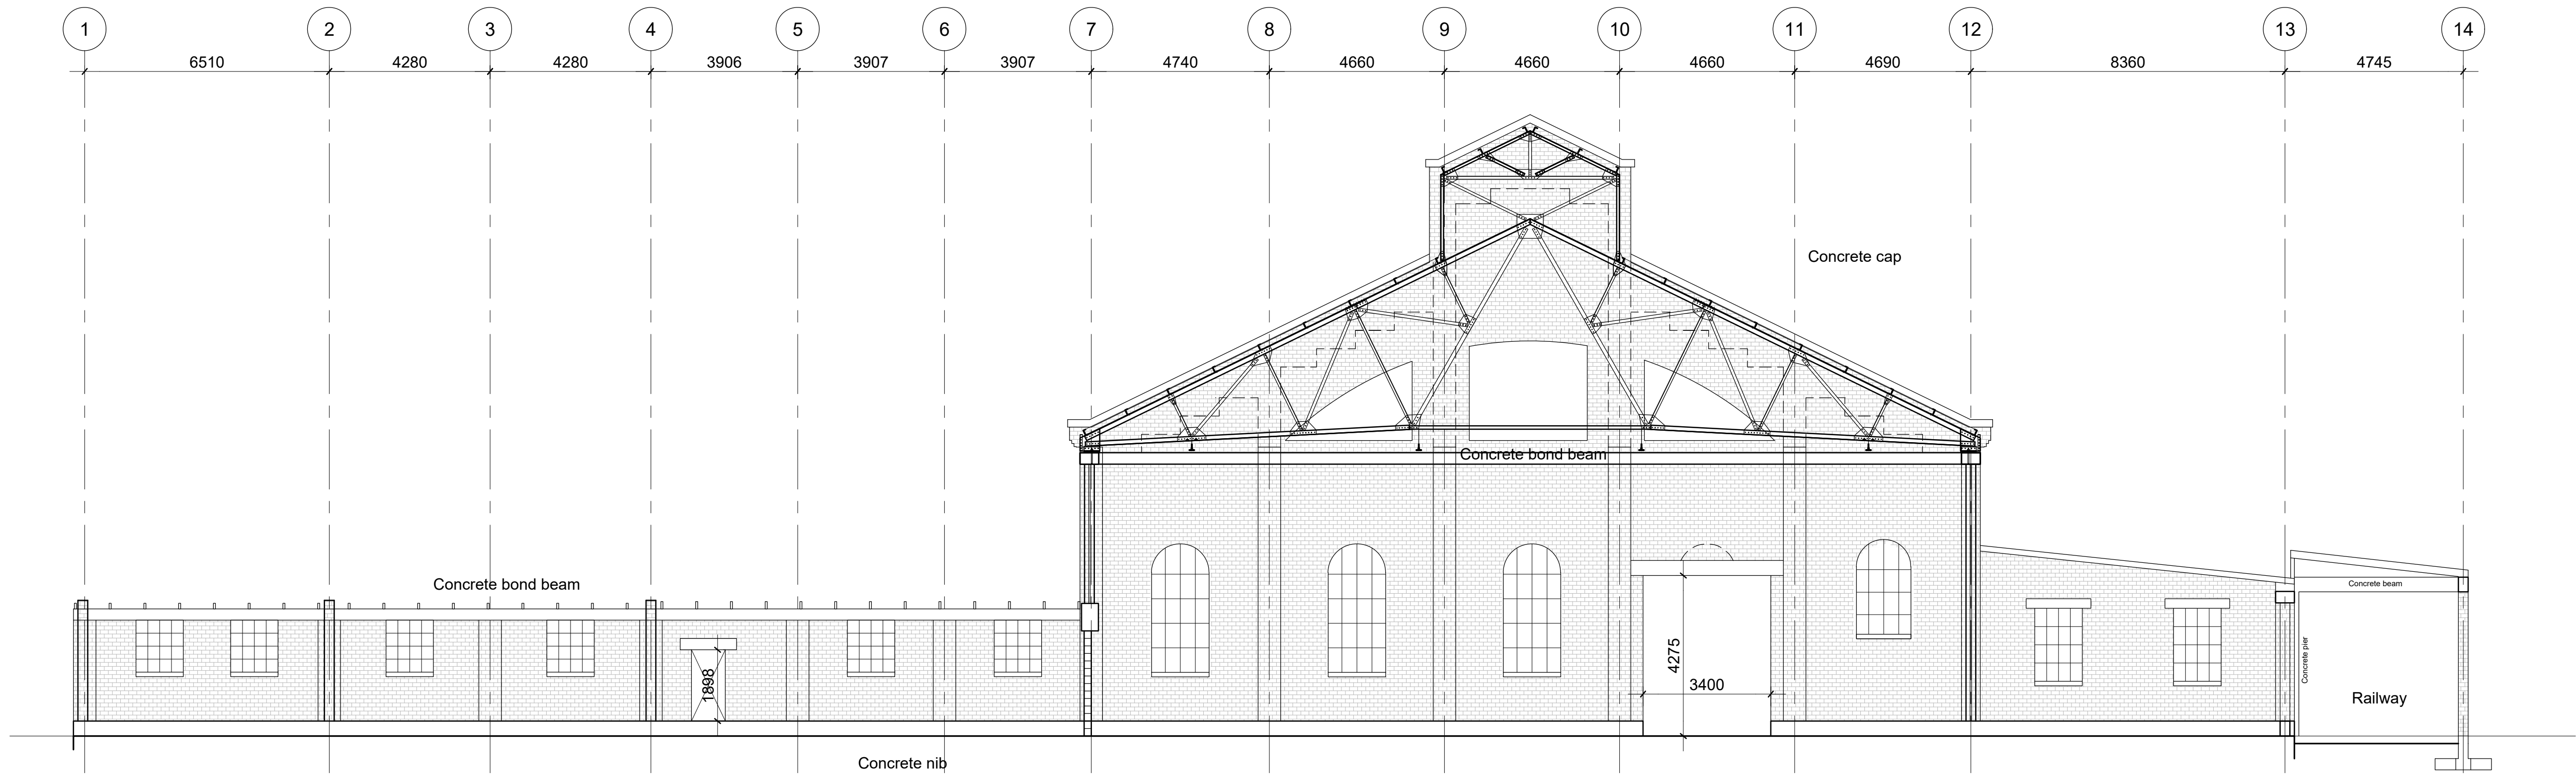 1 2 3 4 5 6 7 8 9 10 11 12 13 14
6510 4280 4280 3906 3907 3907 4740 4660 4660 4660 4690 8360 4745
Concrete cap
Concrete bond beam
Concrete bond beam
Concrete beam
1898
4275
3400
Concrete pier
Railway
Concrete nib